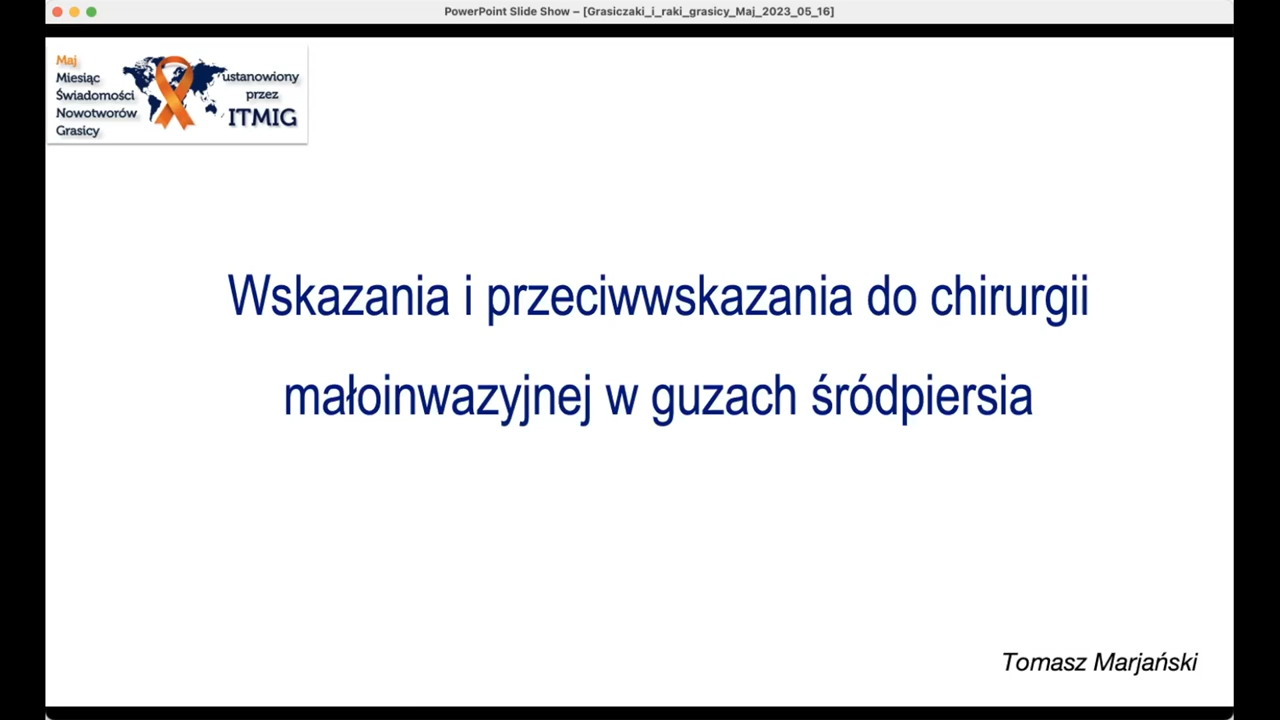 PowerPoint Slide Show – [Grasiczaki_i_raki_grasicy_Maj_2023_05_16]
Maj
Miesiąc
Świadomości
Nowotworów
Grasicy
ustanowiony
przez
ITMIG
Wskazania i przeciwwskazania do chirurgii
małoinwazyjnej w guzach śródpiersia
Tomasz Marjański